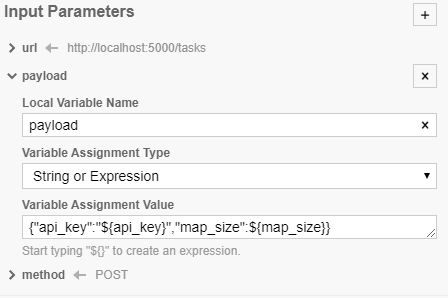 Input Parameters
url http://localhost:5000/tasks
payload
Local Variable Name
payload
Variable Assignment Type
String or Expression
Variable Assignment Value
{"api_key":"${api_key}","map_size":${map_size}}
Start typing "${}" to create an expression.
method POST